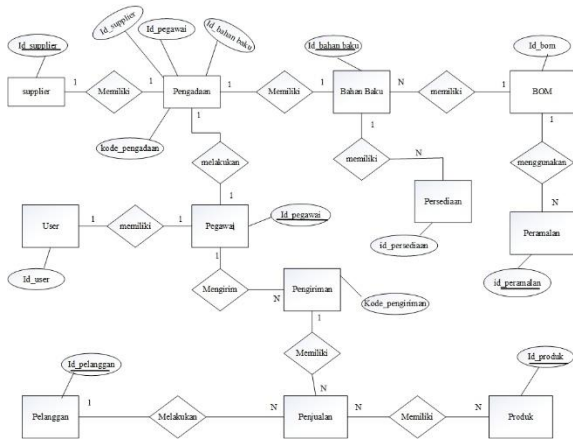 Id_supplier
Id_pegawai
Id_bahan baku
Id_supplier
Id_bahan baku
Id_bom
supplier
1
Memiliki
1
Pengadaan
1
Memiliki
1
Bahan Baku
N
memiliki
1
BOM
kode_pengadaan
1
1
1
melakukan
memiliki
N
menggunakan
1
Persediaan
N
User
1
memiliki
1
Pegawai
Id_pegawai
Peramalan
Id_user
1
id_persediaan
id_peramalan
Mengirim
N
Pengiriman
Kode_pengiriman
1
Memiliki
Id_pelanggan
Id_produk
N
Pelanggan
1
Melakukan
N
Penjualan
N
Memiliki
N
Produk